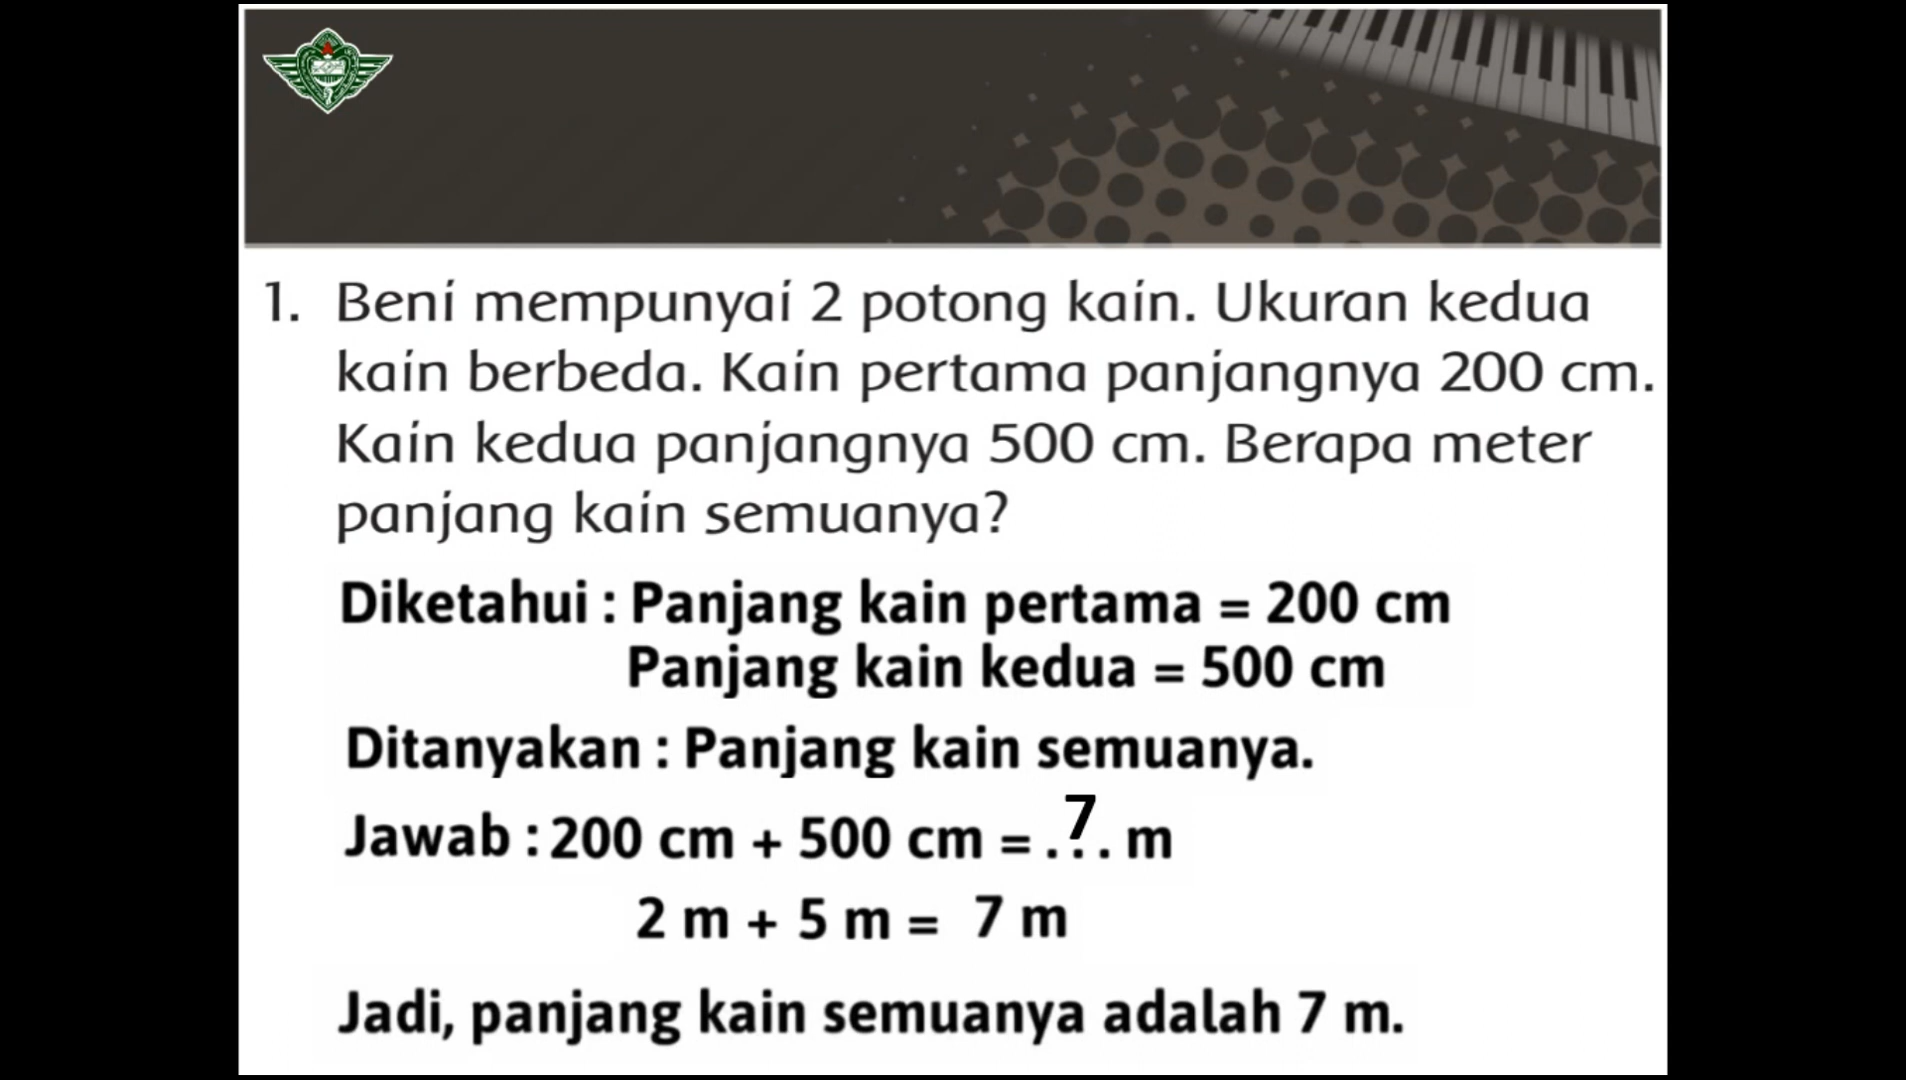 1. Beni mempunyai 2 potong kain. Ukuran kedua
kain berbeda. Kain pertama panjangnya 200 cm.
Kain kedua panjangnya 500 cm. Berapa meter
panjang kain semuanya?
Diketahui : Panjang kain pertama = 200 cm
Panjang kain kedua = 500 cm
Ditanyakan : Panjang kain semuanya.
Jawab : 200 cm + 500 cm = .7. m
2 m + 5 m = 7 m
Jadi, panjang kain semuanya adalah 7 m.